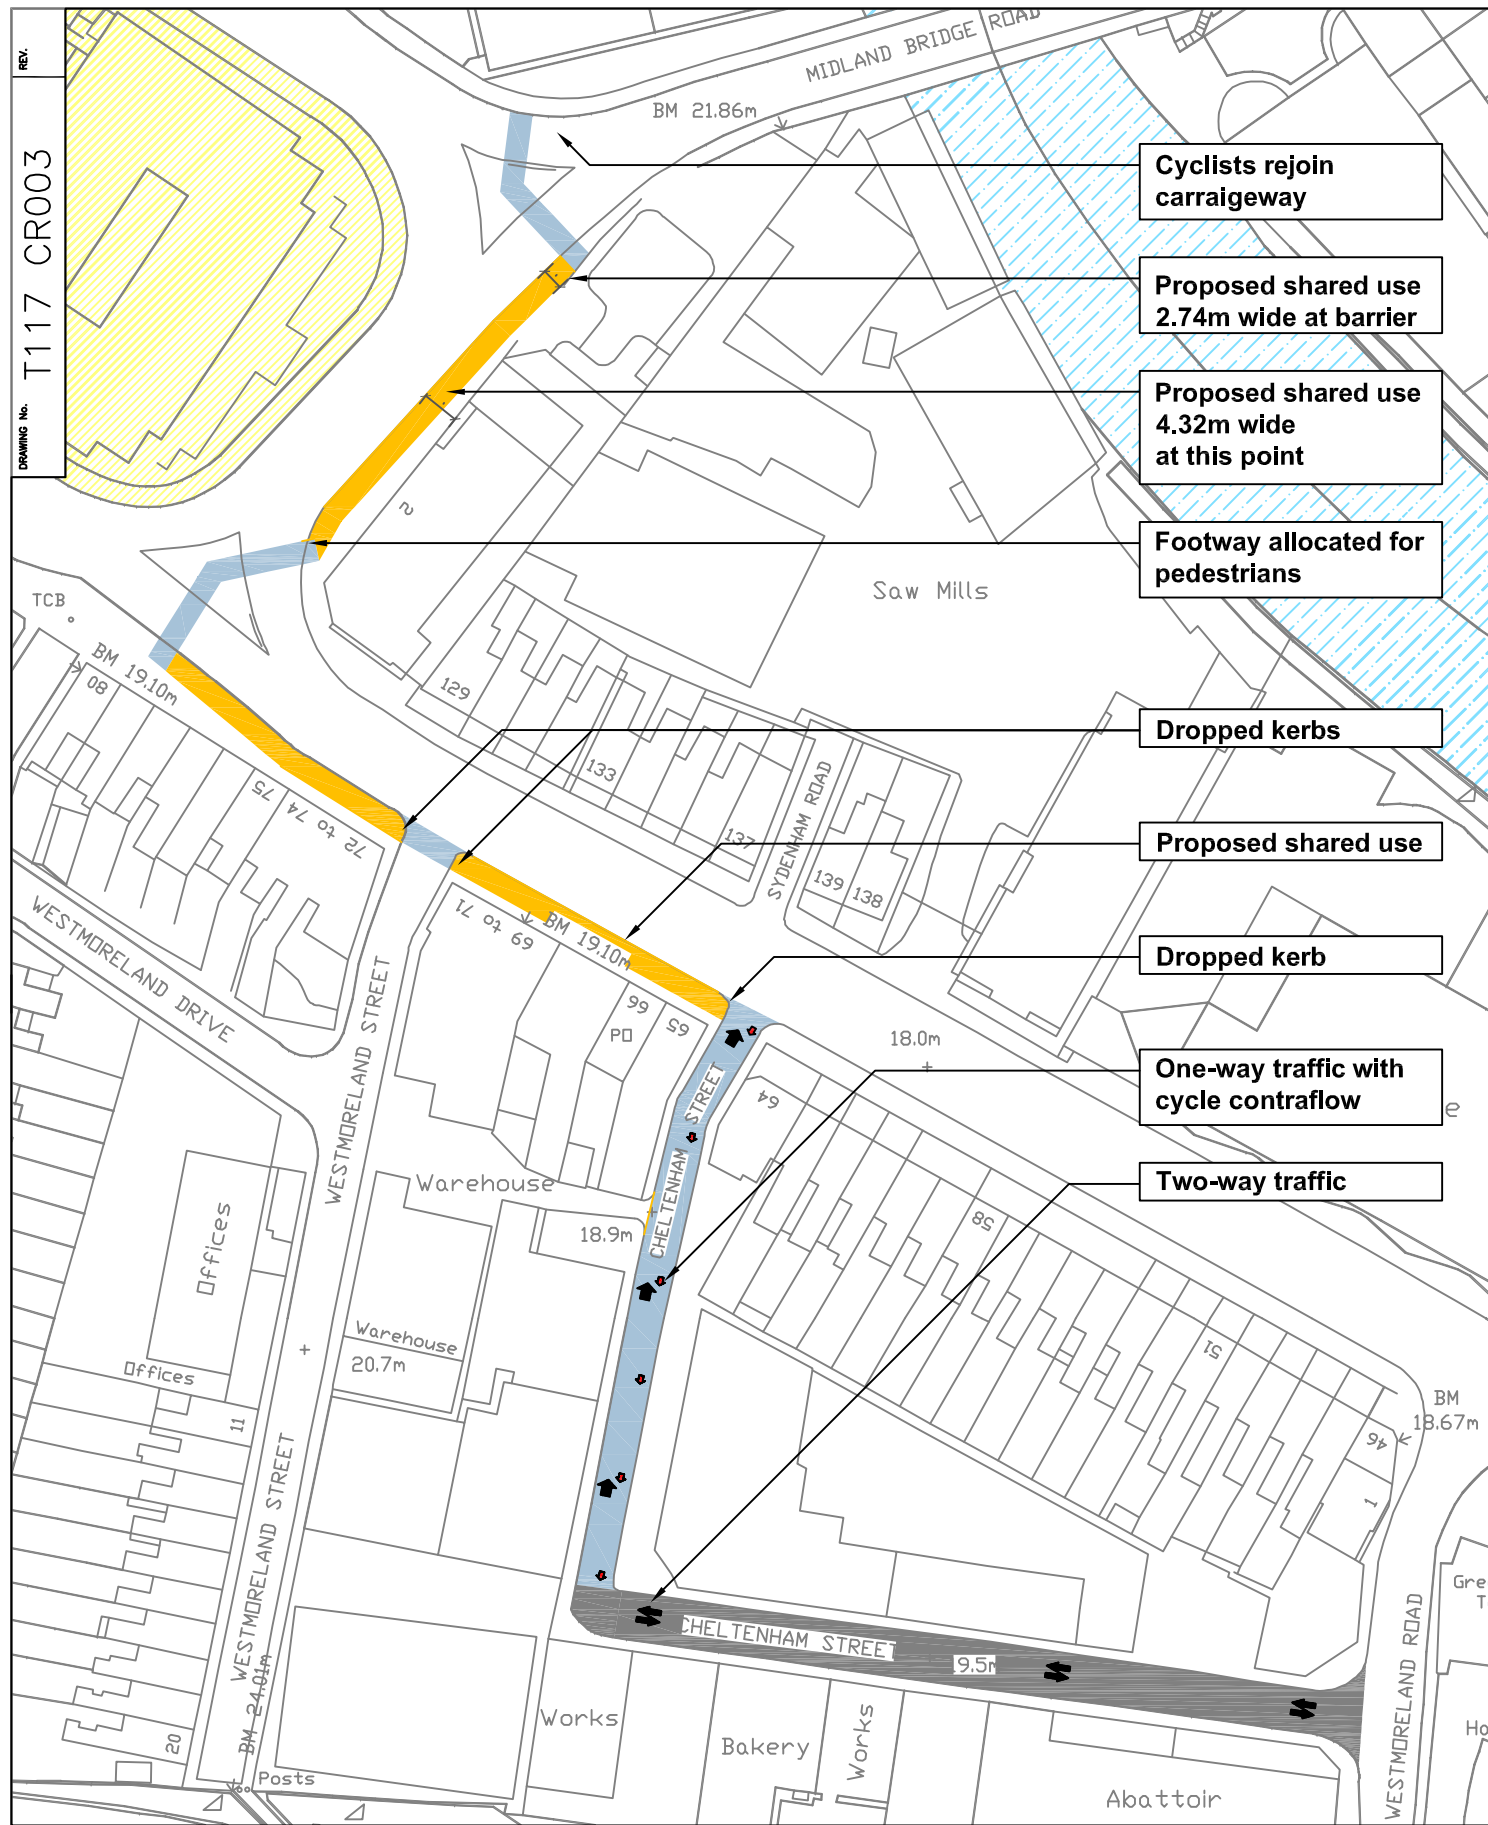 REV.
DRAWING No. T117 CR003
MIDLAND BRIDGE ROAD
BM 21.86m
Cyclists rejoin
carraigeway
Proposed shared use
2.74m wide at barrier
Proposed shared use
4.32m wide
at this point
Footway allocated for
pedestrians
Dropped kerbs
Proposed shared use
Dropped kerb
One-way traffic with
cycle contraflow
Two-way traffic
2
Saw Mills
TCB
BM 19.10m
80
129
133
137
SYDENHAM ROAD
139
138
75
72 to 74
WESTMORELAND DRIVE
WESTMORELAND STREET
69 to 71
BM 19.10m
66
65
PO
18.0m
e
64
CHELTENHAM STREET
Warehouse
18.9m
Offices
58
51
Warehouse
20.7m
Offices
11
BM
18.67m
46
1
WESTMORELAND STREET
CHELTENHAM STREET
9.5m
WESTMORELAND ROAD
Gre
T
Ho
20
BM 24.01m
Posts
Works
Bakery
Works
Abattoir